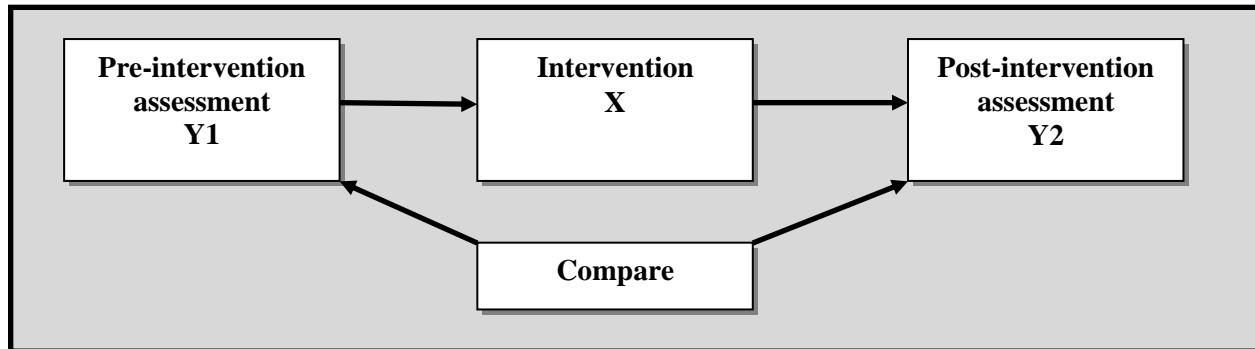 Pre-intervention
assessment
Y1
Intervention
X
Post-intervention
assessment
Y2
Compare